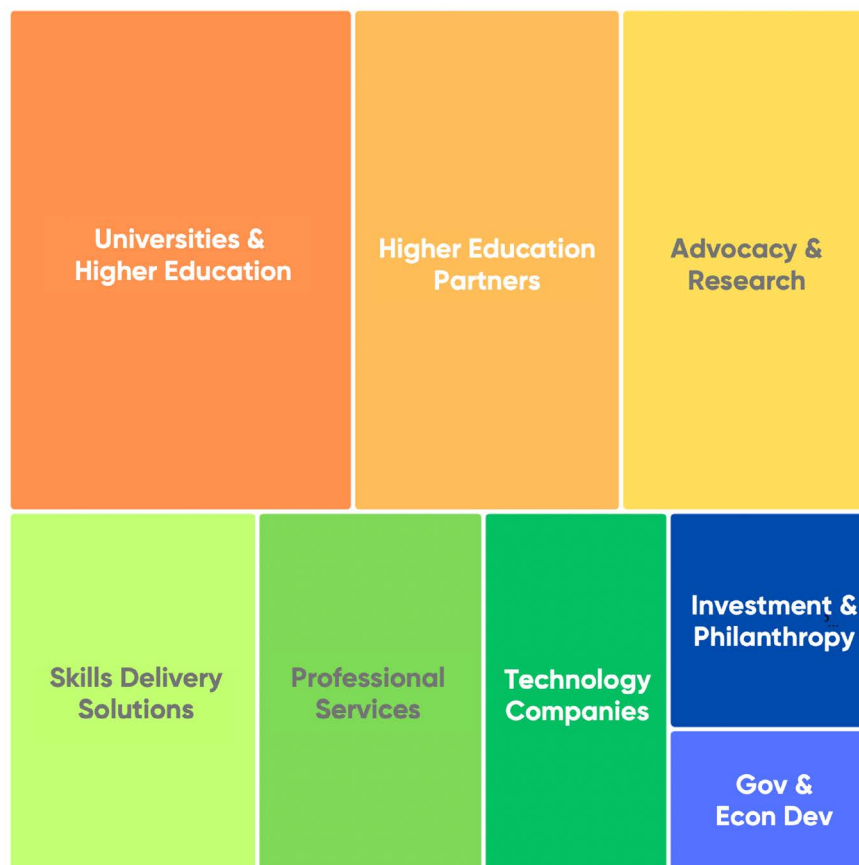 Universities &
Higher Education
Higher Education
Partners
Advocacy &
Research
Skills Delivery
Solutions
Professional
Services
Technology
Companies
Investment &
Philanthropy
Gov &
Econ Dev